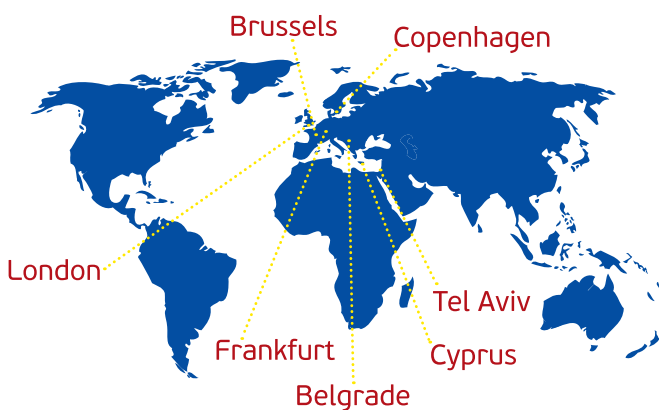 Brussels
Copenhagen
London
Tel Aviv
Frankfurt
Cyprus
Belgrade